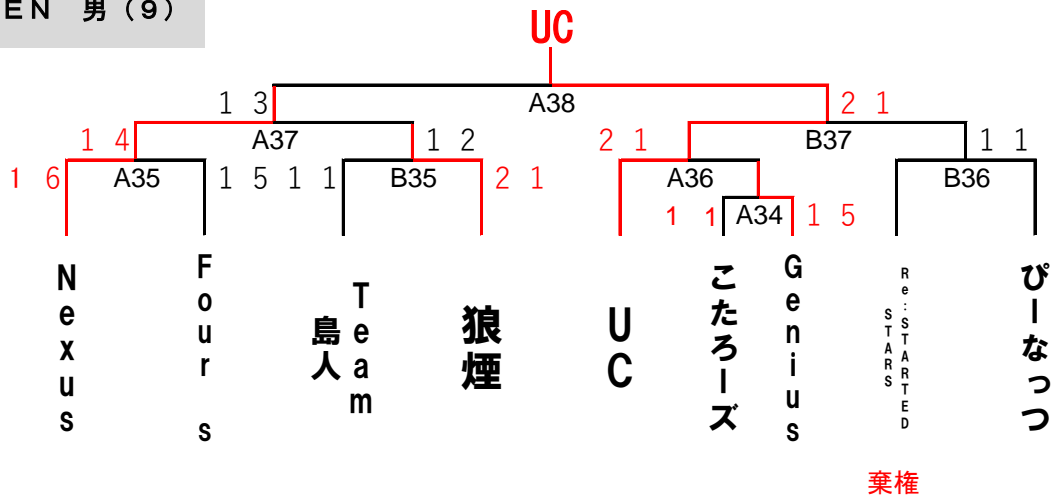 ＥＮ　男（９）
UC
１３
A38
２１
１４
A37
１２
２１
B37
１１
１６
A35
１５
１１
B35
２１
A36
B36
１１
A34
１５
Nexus
Four s
Team
島人
狼煙
UC
こたろーズ
Genius
Re:STARTED
STARS
ぴーなっつ
棄権